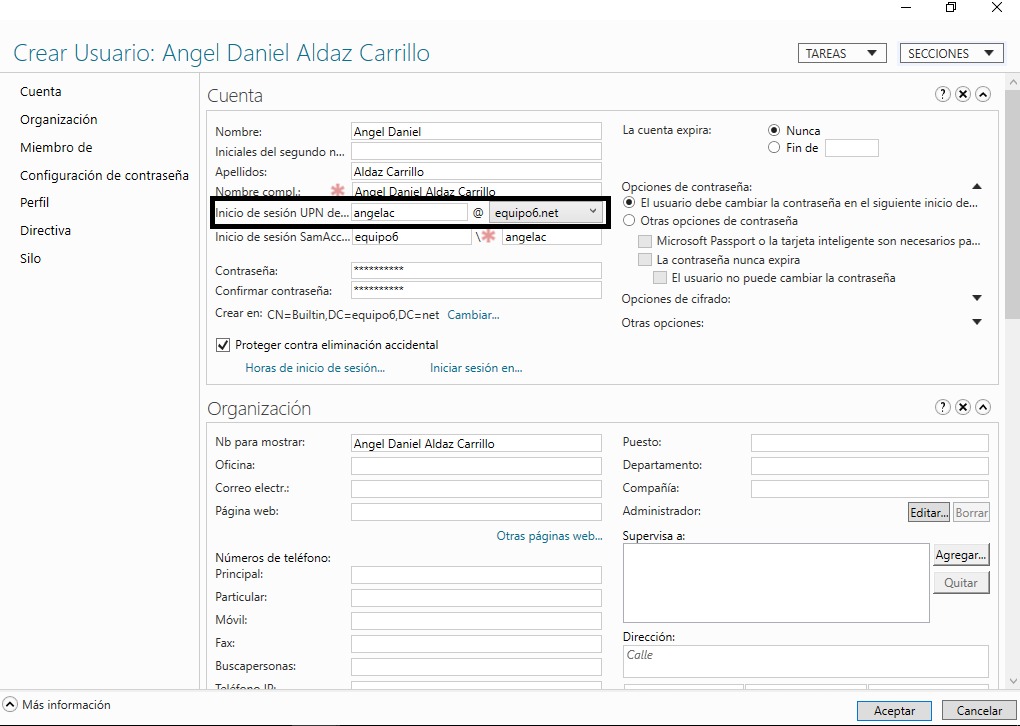 Crear Usuario: Angel Daniel Aldaz Carrillo
TAREAS
SECCIONES
Cuenta
Organización
Miembro de
Configuración de contraseña
Perfil
Directiva
Silo
Cuenta
Nombre: Angel Daniel
Iniciales del segundo n...
Apellidos: Aldaz Carrillo
Nombre compl.: * Angel Daniel Aldaz Carrillo
Inicio de sesión UPN de... angelac @ equipo6.net
Inicio de sesión SamAcc... equipo6 \* angelac
Contraseña: **********
Confirmar contraseña: **********
Crear en: CN=Builtin,DC=equipo6,DC=net Cambiar...
Proteger contra eliminación accidental
Horas de inicio de sesión... Iniciar sesión en...
La cuenta expira: Nunca
Fin de
Opciones de contraseña:
El usuario debe cambiar la contraseña en el siguiente inicio de...
Otras opciones de contraseña
Microsoft Passport o la tarjeta inteligente son necesarios pa...
La contraseña nunca expira
El usuario no puede cambiar la contraseña
Opciones de cifrado:
Otras opciones:
Organización
Nb para mostrar: Angel Daniel Aldaz Carrillo
Oficina:
Correo electr.:
Página web:
Otras páginas web...
Números de teléfono:
Principal:
Particular:
Móvil:
Fax:
Buscapersonas:
Teléfono IP:
Puesto:
Departamento:
Compañía:
Administrador: Editar... Borrar
Supervisa a:
Agregar...
Quitar
Dirección:
Calle
Más información
Aceptar
Cancelar